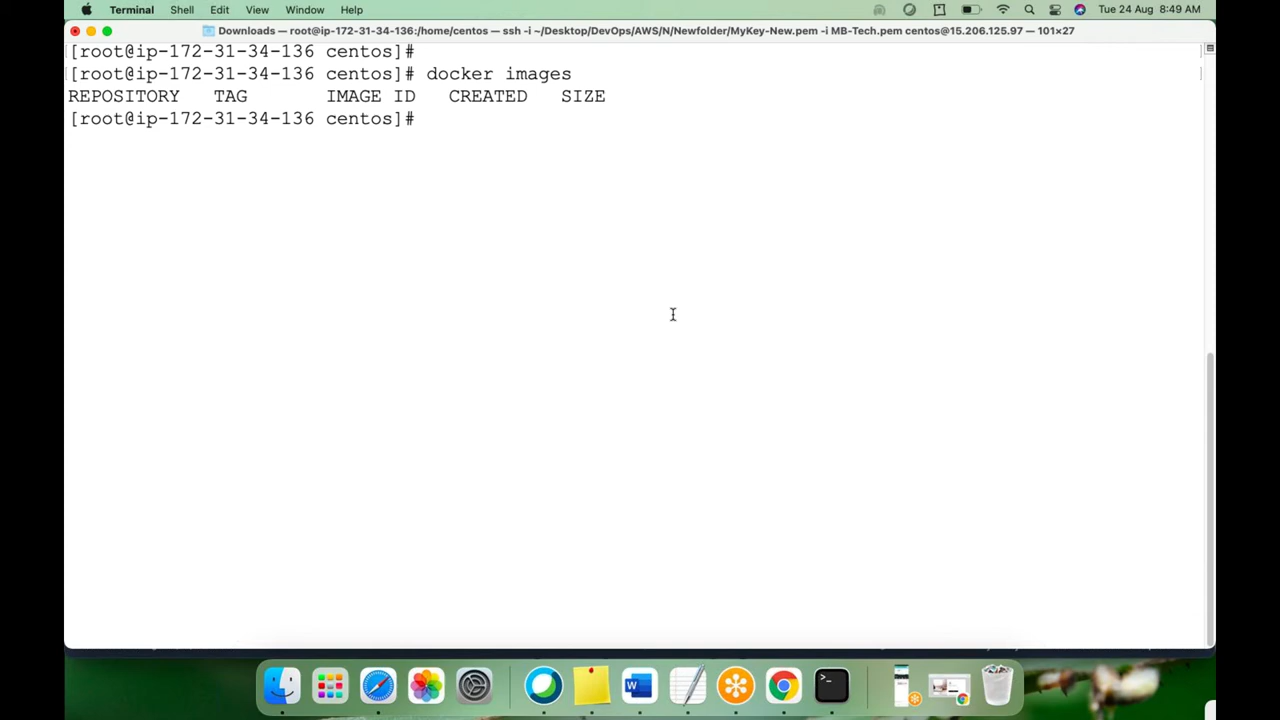 Terminal Shell Edit View Window Help Tue 24 Aug 8:49 AM
Downloads — root@ip-172-31-34-136:/home/centos — ssh -i ~/Desktop/DevOps/AWS/N/Newfolder/MyKey-New.pem -i MB-Tech.pem centos@15.206.125.97 — 101×27
[root@ip-172-31-34-136 centos]#
[root@ip-172-31-34-136 centos]# docker images
REPOSITORY TAG IMAGE ID CREATED SIZE
[root@ip-172-31-34-136 centos]#